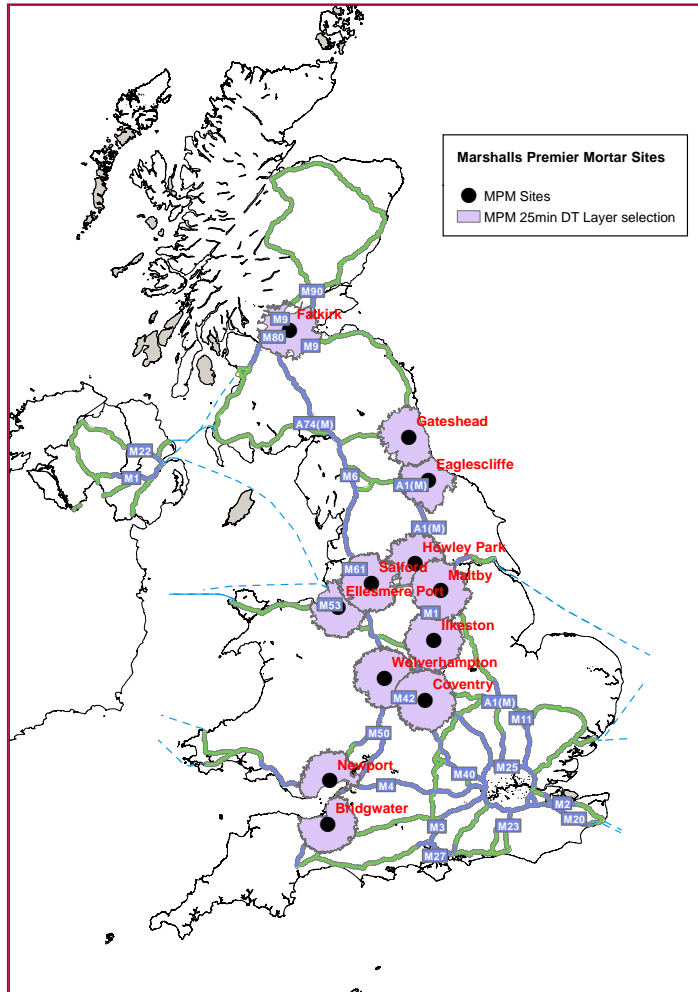 Marshalls Premier Mortar Sites
MPM Sites
MPM 25min DT Layer selection
M90
M9
Falkirk
M80
M9
Gateshead
A74(M)
M22
Eaglescliffe
M1
M6
A1(M)
A1(M)
Howley Park
M61
Salford
Maltby
Ellesmere Port
M53
M1
Ilkeston
Wolverhampton
Coventry
M42
A1(M)
M11
M50
Newport
M25
M40
M4
M2
Bridgwater
M20
M3
M23
M27